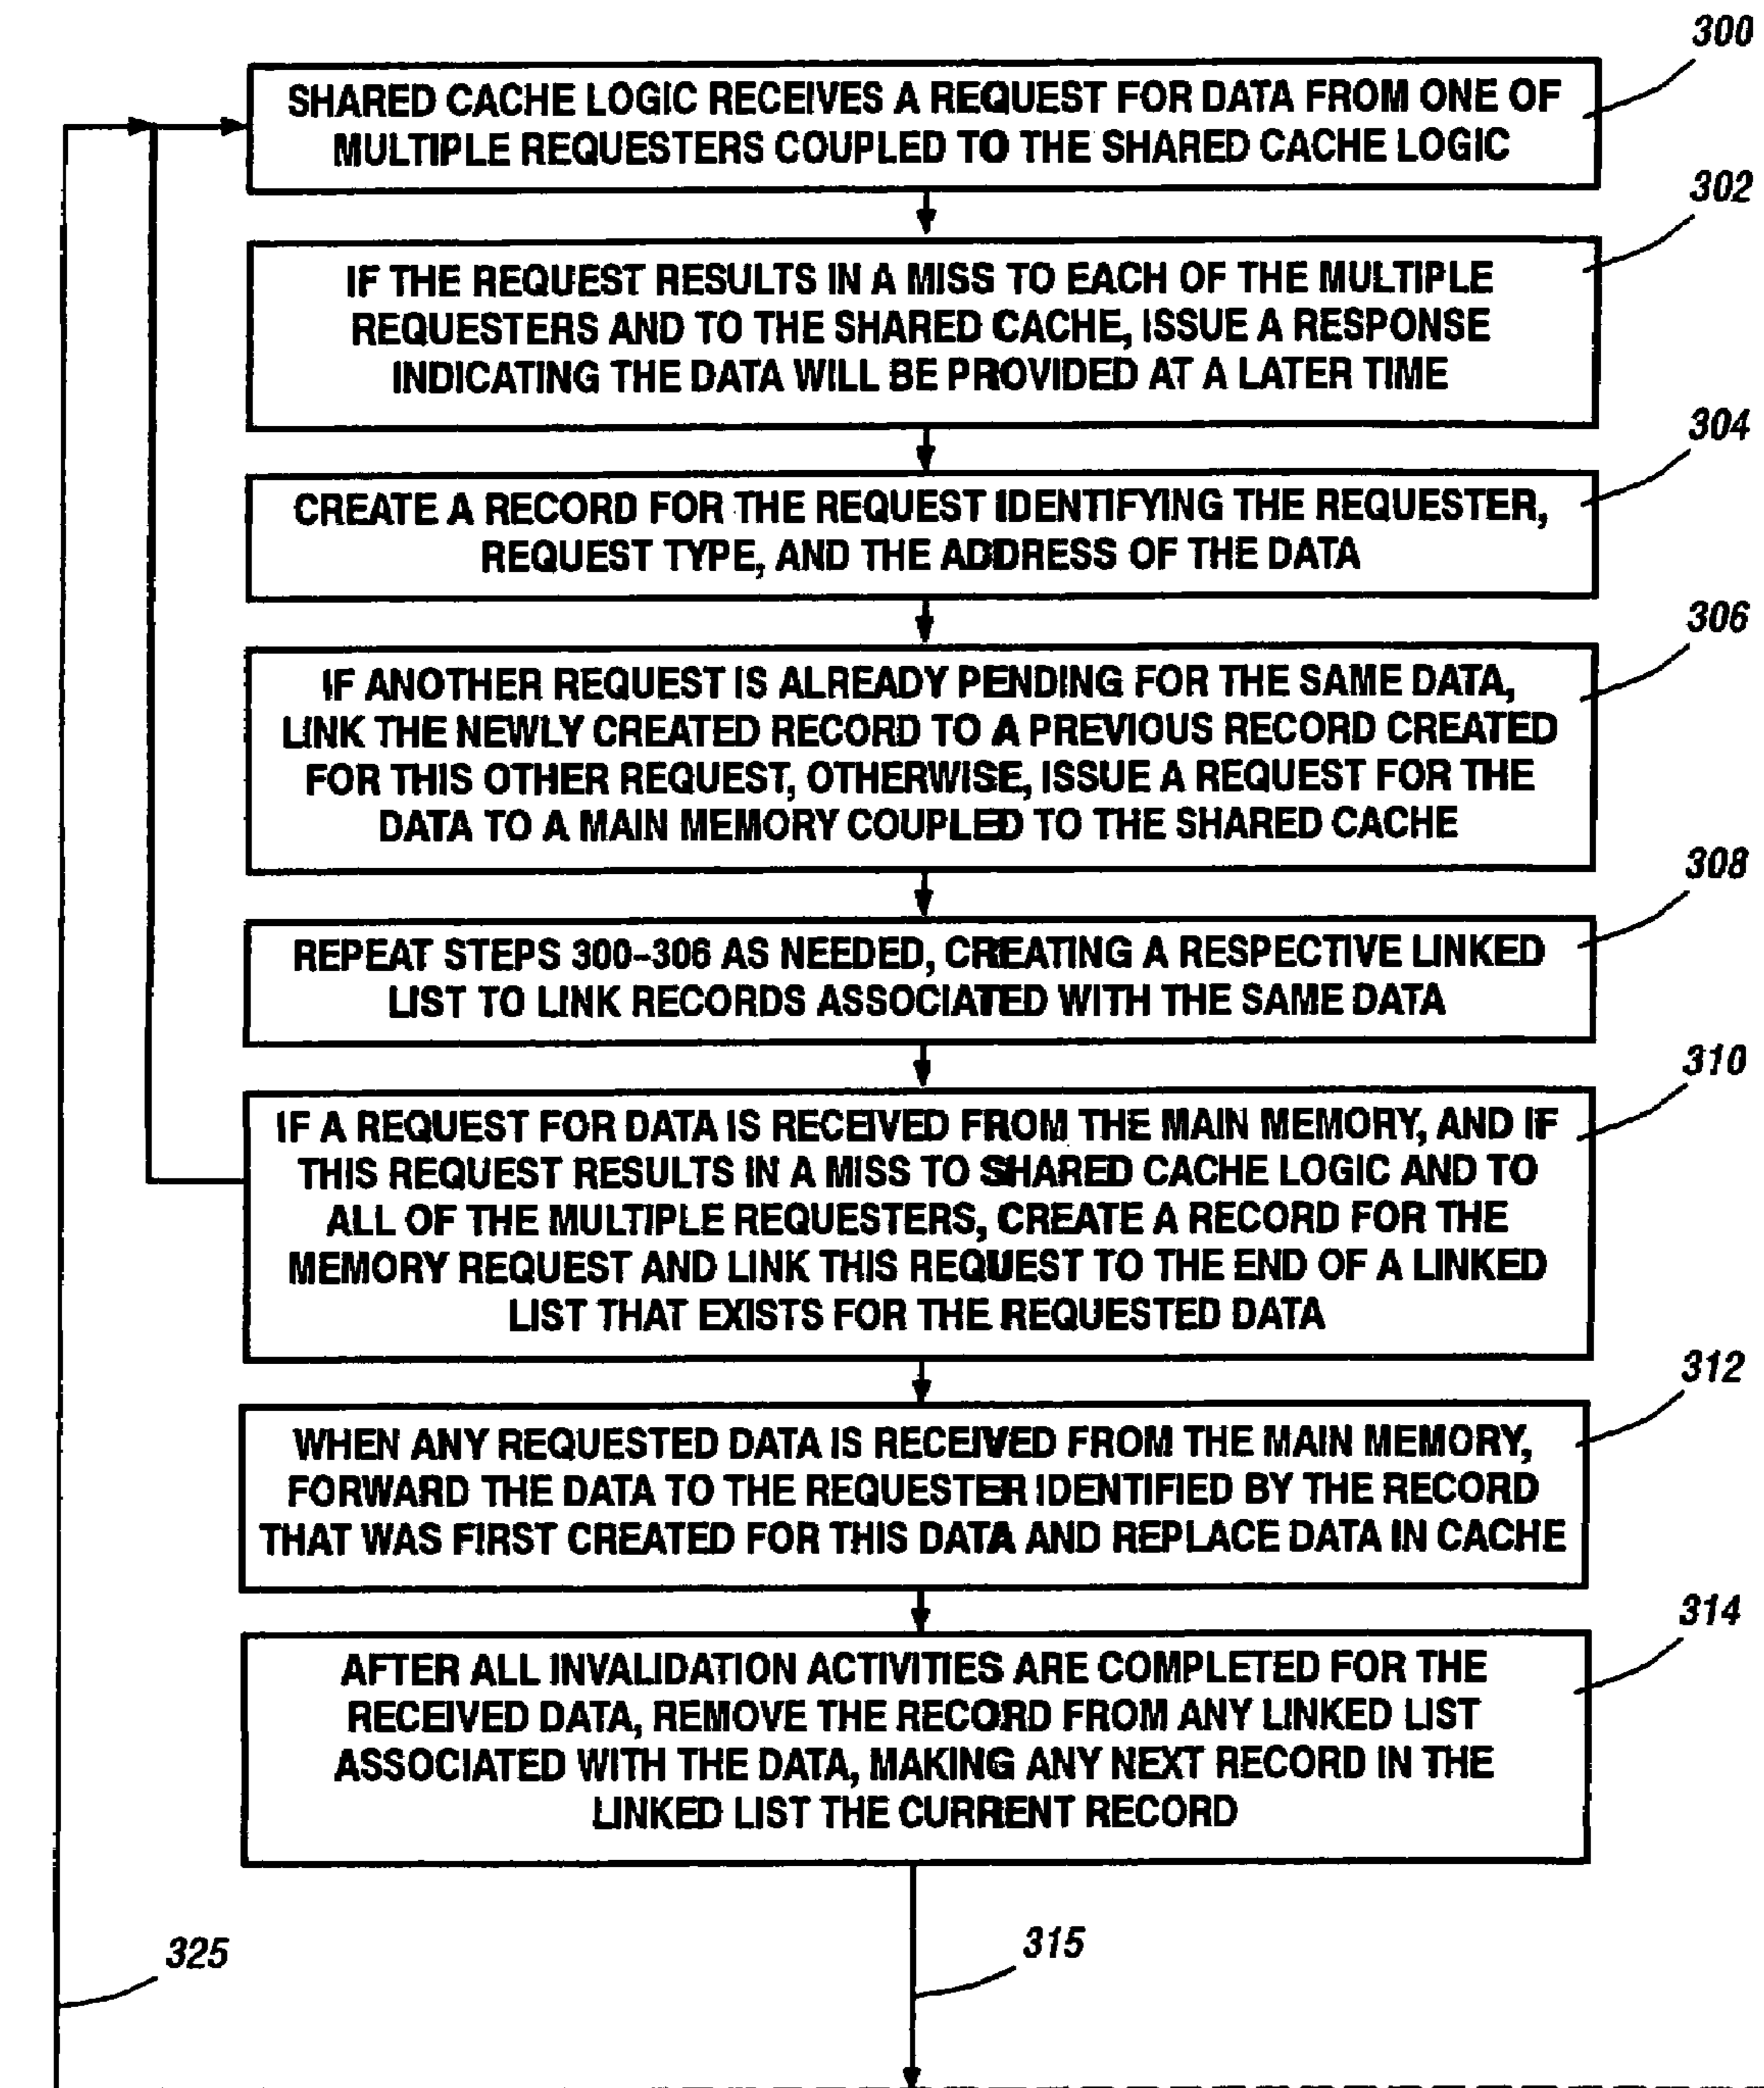 300
SHARED CACHE LOGIC RECEIVES A REQUEST FOR DATA FROM ONE OF
MULTIPLE REQUESTERS COUPLED TO THE SHARED CACHE LOGIC
302
IF THE REQUEST RESULTS IN A MISS TO EACH OF THE MULTIPLE
REQUESTERS AND TO THE SHARED CACHE, ISSUE A RESPONSE
INDICATING THE DATA WILL BE PROVIDED AT A LATER TIME
304
CREATE A RECORD FOR THE REQUEST IDENTIFYING THE REQUESTER,
REQUEST TYPE, AND THE ADDRESS OF THE DATA
306
IF ANOTHER REQUEST IS ALREADY PENDING FOR THE SAME DATA,
LINK THE NEWLY CREATED RECORD TO A PREVIOUS RECORD CREATED
FOR THIS OTHER REQUEST, OTHERWISE, ISSUE A REQUEST FOR THE
DATA TO A MAIN MEMORY COUPLED TO THE SHARED CACHE
308
REPEAT STEPS 300-306 AS NEEDED, CREATING A RESPECTIVE LINKED
LIST TO LINK RECORDS ASSOCIATED WITH THE SAME DATA
310
IF A REQUEST FOR DATA IS RECEIVED FROM THE MAIN MEMORY, AND IF
THIS REQUEST RESULTS IN A MISS TO SHARED CACHE LOGIC AND TO
ALL OF THE MULTIPLE REQUESTERS, CREATE A RECORD FOR THE
MEMORY REQUEST AND LINK THIS REQUEST TO THE END OF A LINKED
LIST THAT EXISTS FOR THE REQUESTED DATA
312
WHEN ANY REQUESTED DATA IS RECEIVED FROM THE MAIN MEMORY,
FORWARD THE DATA TO THE REQUESTER IDENTIFIED BY THE RECORD
THAT WAS FIRST CREATED FOR THIS DATA AND REPLACE DATA IN CACHE
314
AFTER ALL INVALIDATION ACTIVITIES ARE COMPLETED FOR THE
RECEIVED DATA, REMOVE THE RECORD FROM ANY LINKED LIST
ASSOCIATED WITH THE DATA, MAKING ANY NEXT RECORD IN THE
LINKED LIST THE CURRENT RECORD
325
315